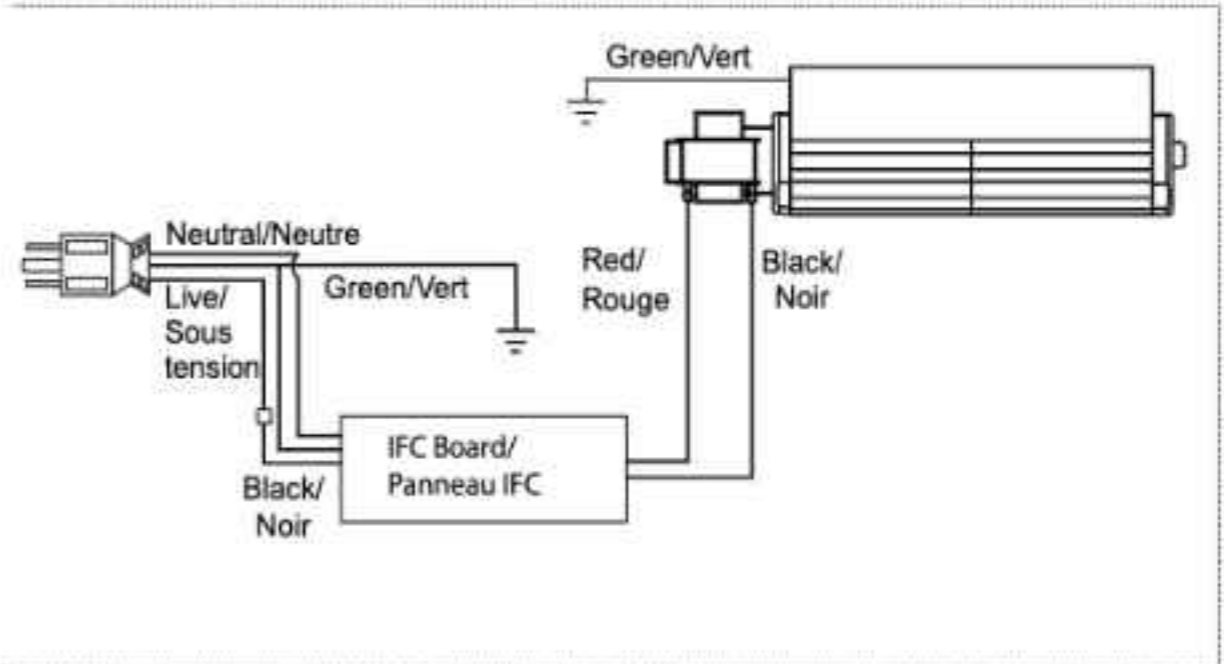 Green/Vert
Neutral/Neutre
Green/Vert
Live/
Sous
tension
Red/
Rouge
Black/
Noir
IFC Board/
Panneau IFC
Black/
Noir